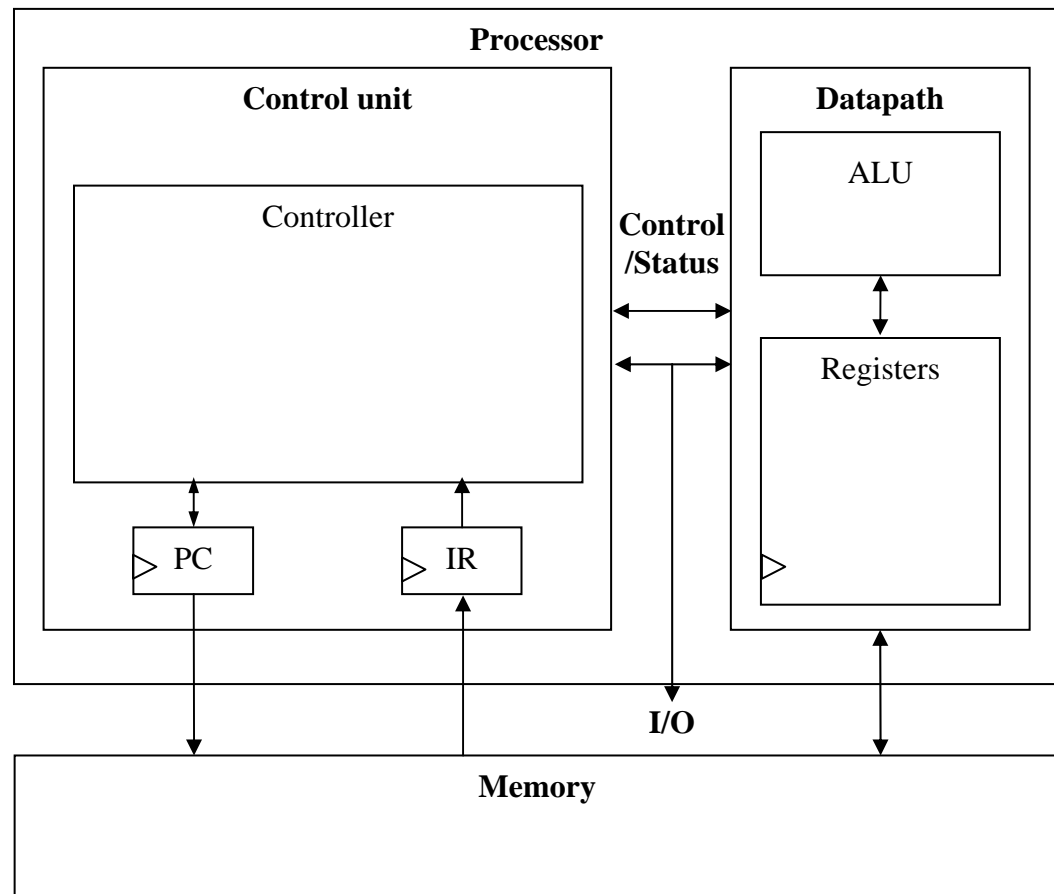 Processor
Control unit
Datapath
ALU
Controller
Control
/Status
Registers
PC
IR
I/O
Memory